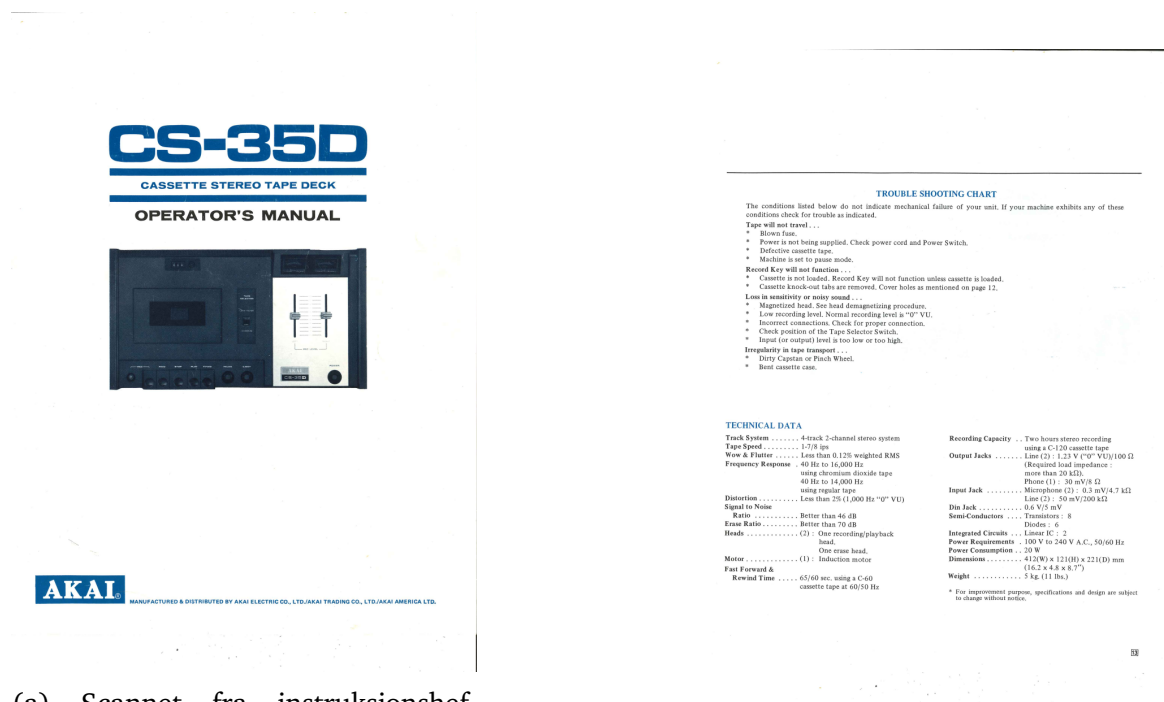 CS-35D
CASSETTE STEREO TAPE DECK
OPERATOR'S MANUAL
AKAI
CS-35D
AKAI®
MANUFACTURED & DISTRIBUTED BY AKAI ELECTRIC CO., LTD./AKAI TRADING CO., LTD./AKAI AMERICA LTD.
(a) Scannet fra instruksionshef
TROUBLE SHOOTING CHART
The conditions listed below do not indicate mechanical failure of your unit. If your machine exhibits any of these
conditions check for trouble as indicated.
Tape will not travel . . .
* Blown fuse.
* Power is not being supplied. Check power cord and Power Switch.
* Defective cassette tape.
* Machine is set to pause mode.
Record Key will not function . . .
* Cassette is not loaded. Record Key will not function unless cassette is loaded.
* Cassette knock-out tabs are removed. Cover holes as mentioned on page 12.
Loss in sensitivity or noisy sound . . .
* Magnetized head. See head demagnetizing procedure.
* Low recording level. Normal recording level is "0" VU.
* Incorrect connections. Check for proper connection.
* Check position of the Tape Selector Switch.
* Input (or output) level is too low or too high.
Irregularity in tape transport . . .
* Dirty Capstan or Pinch Wheel.
* Bent cassette case.
TECHNICAL DATA
Track System . . . . . . . 4-track 2-channel stereo system
Tape Speed . . . . . . . . . 1-7/8 ips
Wow & Flutter . . . . . . Less than 0.12% weighted RMS
Frequency Response . 40 Hz to 16,000 Hz
using chromium dioxide tape
40 Hz to 14,000 Hz
using regular tape
Distortion . . . . . . . . . . Less than 2% (1,000 Hz "0" VU)
Signal to Noise
Ratio . . . . . . . . . . . Better than 46 dB
Erase Ratio . . . . . . . . . Better than 70 dB
Heads . . . . . . . . . . . . . (2) : One recording/playback
head,
One erase head.
Motor . . . . . . . . . . . . . (1) : Induction motor
Fast Forward &
Rewind Time . . . . . 65/60 sec. using a C-60
cassette tape at 60/50 Hz
Recording Capacity . . Two hours stereo recording
using a C-120 cassette tape
Output Jacks . . . . . . . Line (2) : 1.23 V ("0" VU)/100 Ω
(Required load impedance :
more than 20 kΩ).
Phone (1) : 30 mV/8 Ω
Input Jack . . . . . . . . . Microphone (2) : 0.3 mV/4.7 kΩ
Line (2) : 50 mV/200 kΩ
Din Jack . . . . . . . . . . . 0.6 V/5 mV
Semi-Conductors . . . . Transistors : 8
Diodes : 6
Integrated Circuits . . . Linear IC : 2
Power Requirements . 100 V to 240 V A.C., 50/60 Hz
Power Consumption . . 20 W
Dimensions . . . . . . . . . 412(W) x 121(H) x 221(D) mm
(16.2 x 4.8 x 8.7")
Weight . . . . . . . . . . . . 5 kg. (11 lbs.)
* For improvement purpose, specifications and design are subject
to change without notice.